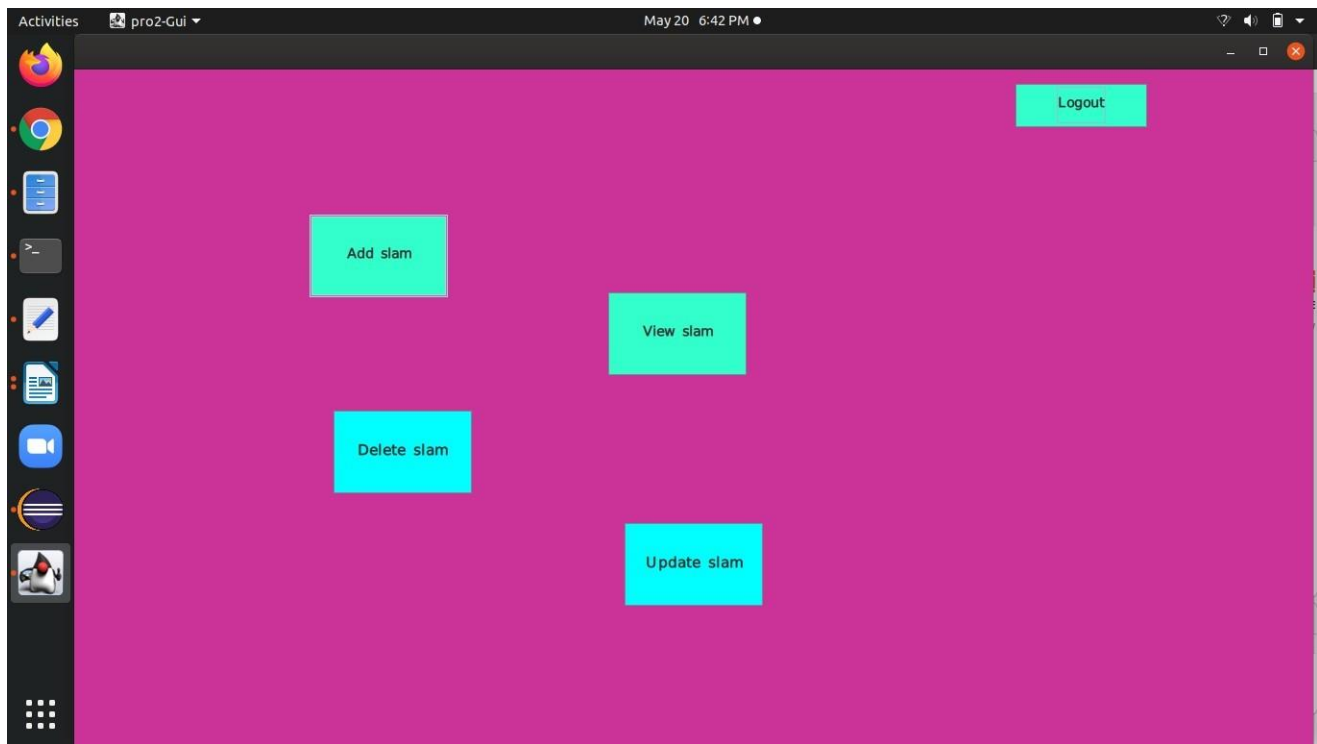 Activities pro2-Gui May 20 6:42 PM
Logout
Add slam
View slam
Delete slam
Update slam